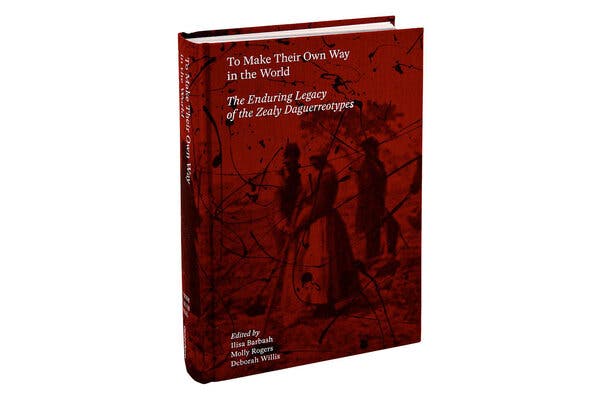 To Make Their Own Way
in the World
The Enduring Legacy
of the Zealy Daguerreotypes
Edited by
Ilisa Barbash
Molly Rogers
Deborah Willis
To Make Their Own Way
in the World